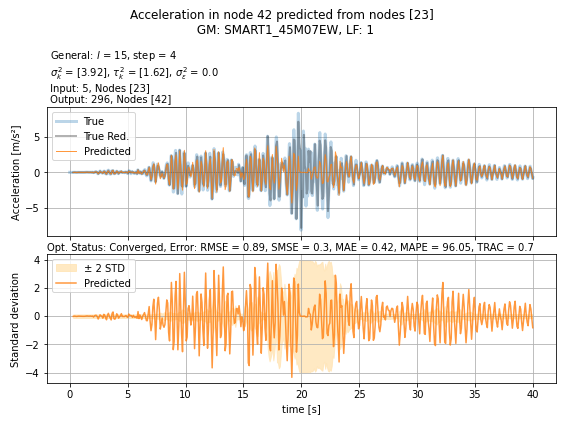 Acceleration in node 42 predicted from nodes [23]
GM: SMART1_45M07EW, LF: 1
General: l = 15, step = 4
σ²ₖ = [3.92], τ²ₖ = [1.62], σ²ε = 0.0
Input: 5, Nodes [23]
Output: 296, Nodes [42]
Acceleration [m/s²]
5
0
−5
True
True Red.
Predicted
Opt. Status: Converged, Error: RMSE = 0.89, SMSE = 0.3, MAE = 0.42, MAPE = 96.05, TRAC = 0.7
Standard deviation
4
2
0
−2
−4
± 2 STD
Predicted
0 5 10 15 20 25 30 35 40
time [s]